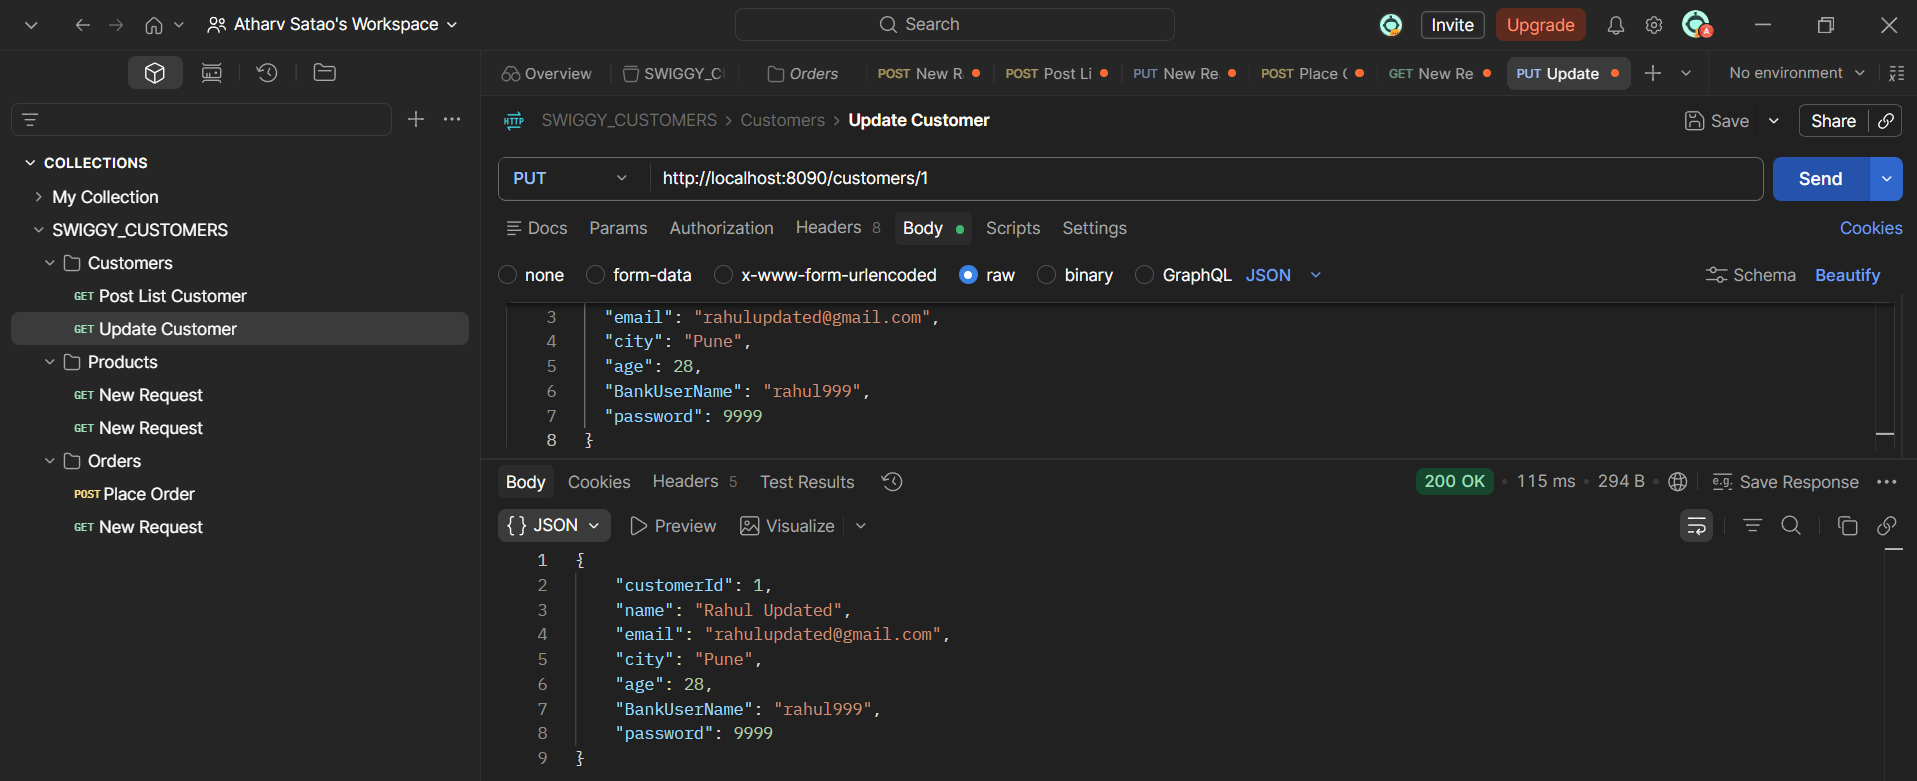 Atharv Satao's Workspace
Search
Invite
Upgrade
Overview
SWIGGY_C
Orders
POST New R
POST Post Li
PUT New Re
POST Place
GET New Re
PUT Update
No environment
COLLECTIONS
My Collection
SWIGGY_CUSTOMERS
Customers
GET Post List Customer
GET Update Customer
Products
GET New Request
GET New Request
Orders
POST Place Order
GET New Request
HTTP SWIGGY_CUSTOMERS > Customers > Update Customer
Save
Share
PUT
http://localhost:8090/customers/1
Send
Docs
Params
Authorization
Headers 8
Body
Scripts
Settings
Cookies
none
form-data
x-www-form-urlencoded
raw
binary
GraphQL
JSON
Schema
Beautify
3 "email": "rahulupdated@gmail.com",
4 "city": "Pune",
5 "age": 28,
6 "BankUserName": "rahul999",
7 "password": 9999
8 }
Body
Cookies
Headers 5
Test Results
200 OK • 115 ms • 294 B
e.g. Save Response
{} JSON
Preview
Visualize
1 {
2 "customerId": 1,
3 "name": "Rahul Updated",
4 "email": "rahulupdated@gmail.com",
5 "city": "Pune",
6 "age": 28,
7 "BankUserName": "rahul999",
8 "password": 9999
9 }